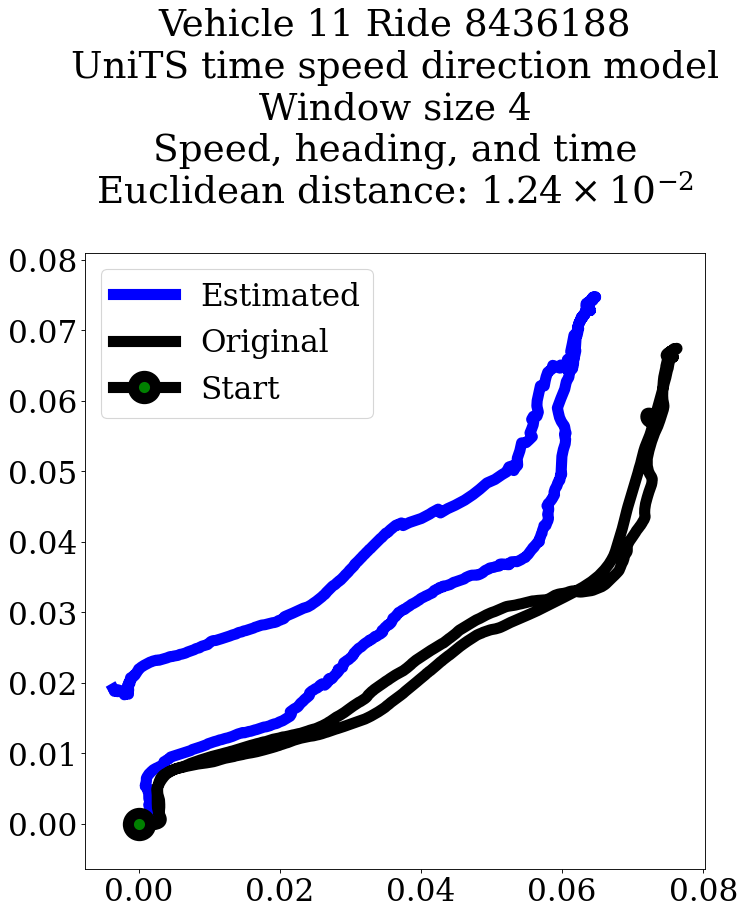 Vehicle 11 Ride 8436188
UniTS time speed direction model
Window size 4
Speed, heading, and time
Euclidean distance: 1.24 × 10⁻²
0.08
Estimated
0.07
Original
0.06
Start
0.05
0.04
0.03
0.02
0.01
0.00
0.00 0.02 0.04 0.06 0.08